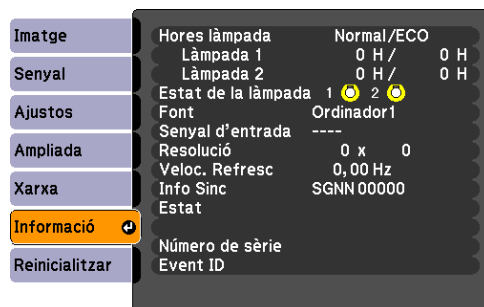 Imatge
Senyal
Ajustos
Ampliada
Xarxa
Informació
Reinicialitzar
Hores làmpada Normal/ECO
Làmpada 1 0 H / 0 H
Làmpada 2 0 H / 0 H
Estat de la làmpada 1 2
Font Ordinador1
Senyal d'entrada ----
Resolució 0 x 0
Veloc. Refresc 0,00 Hz
Info Sinc SGNN 00000
Estat
Número de sèrie
Event ID